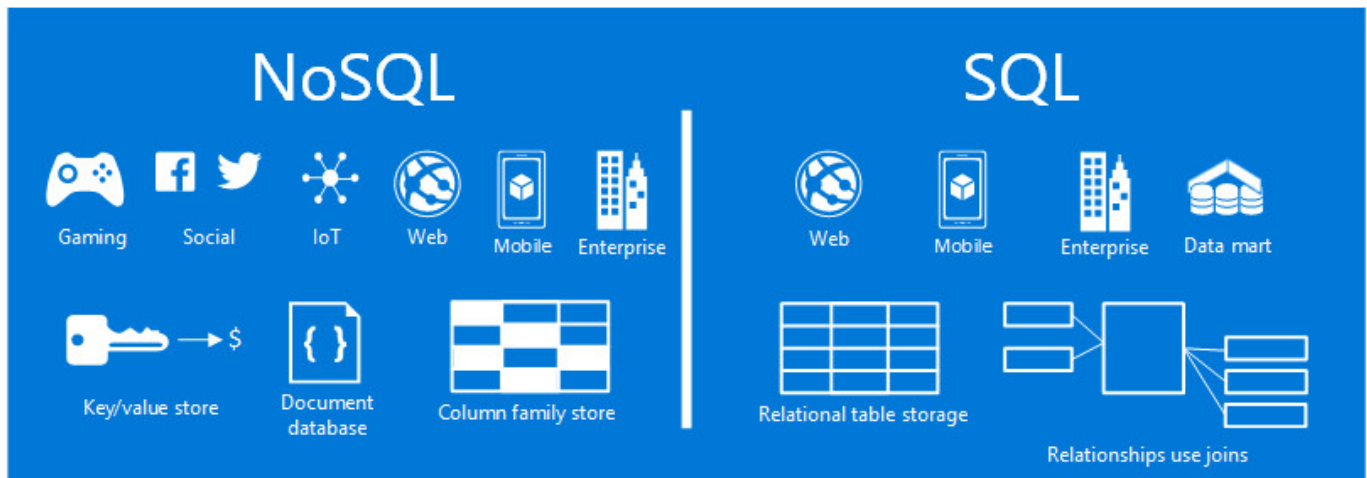 NoSQL
SQL
Gaming
Social
IoT
Web
Mobile
Enterprise
Web
Mobile
Enterprise
Data mart
$
{ }
Key/value store
Document
database
Column family store
Relational table storage
Relationships use joins